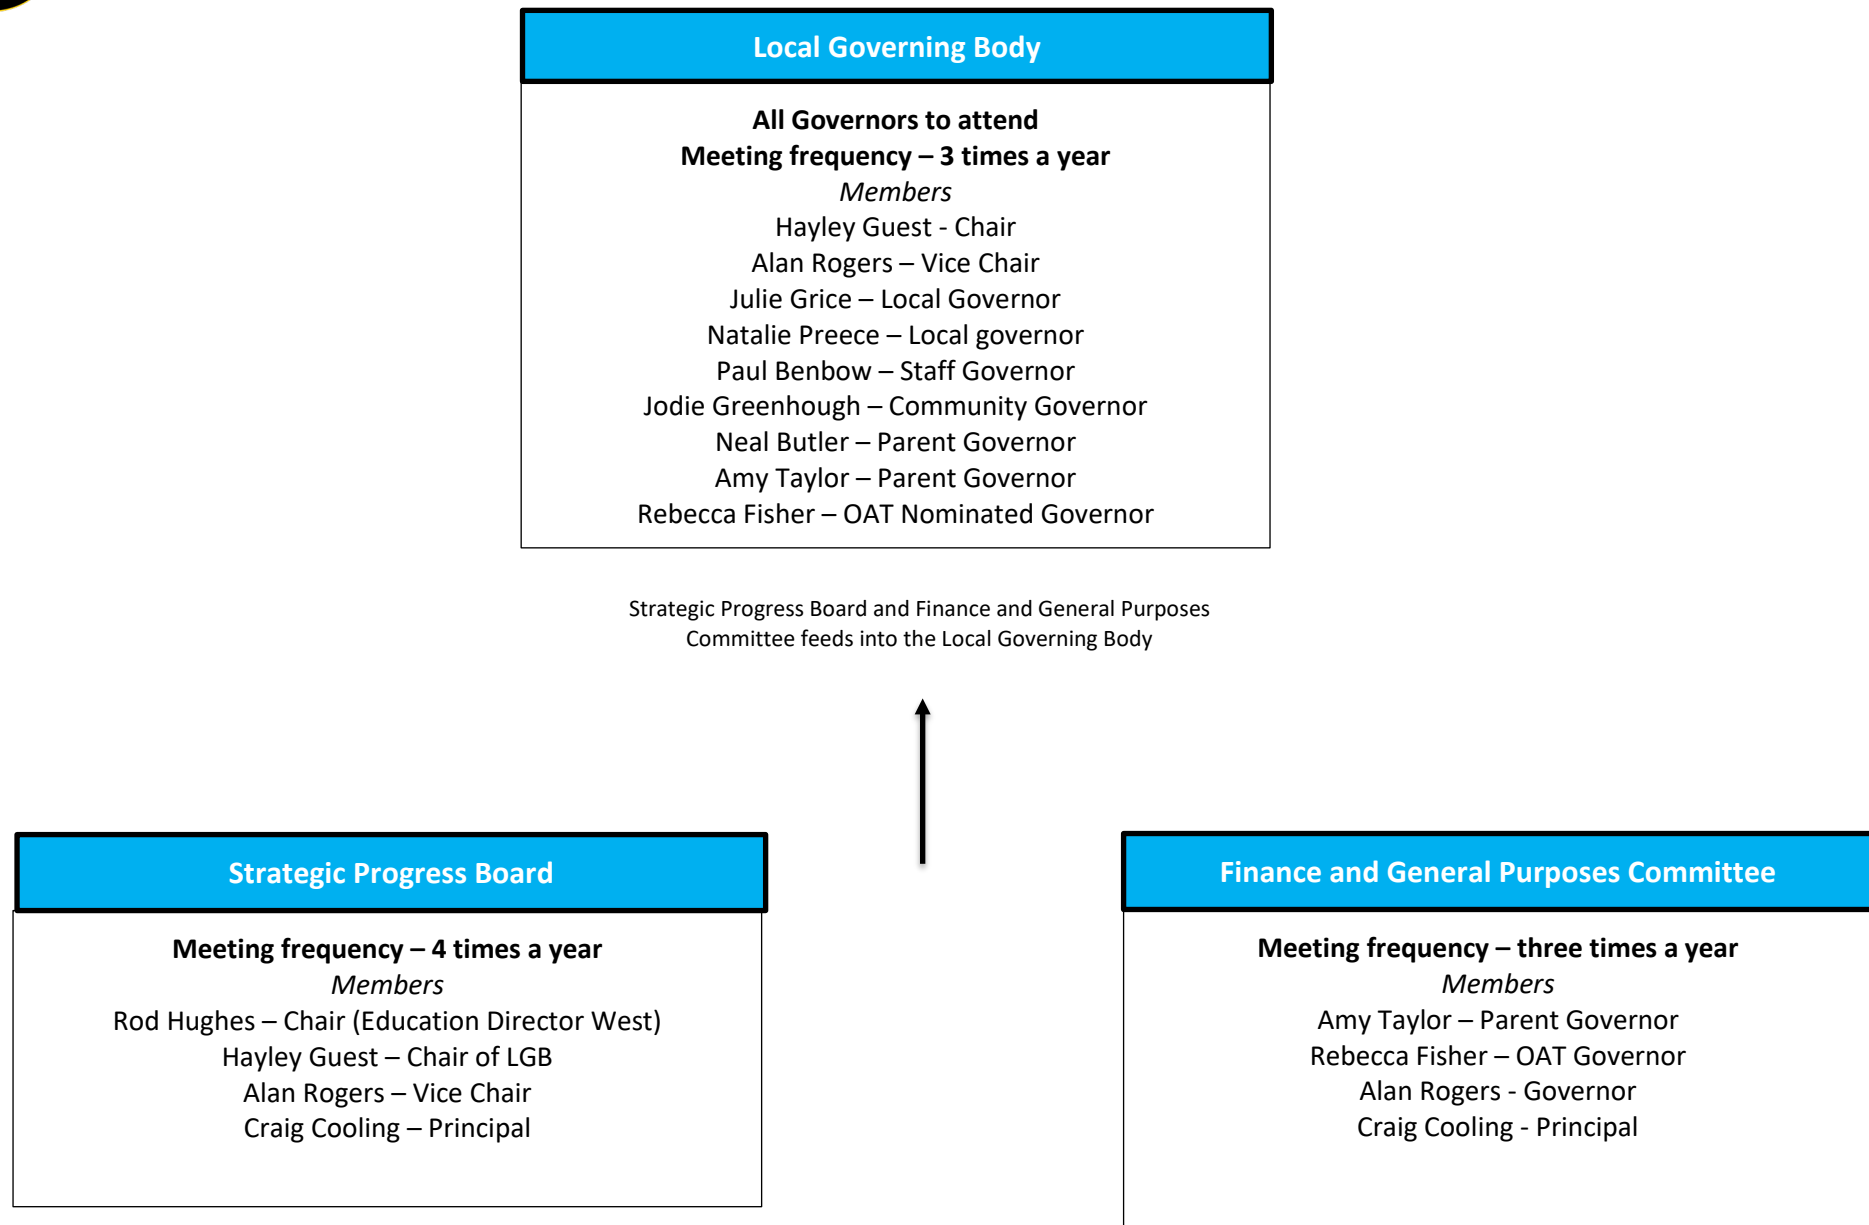 Local Governing Body
All Governors to attend
Meeting frequency – 3 times a year
Members
Hayley Guest - Chair
Alan Rogers – Vice Chair
Julie Grice – Local Governor
Natalie Preece – Local governor
Paul Benbow – Staff Governor
Jodie Greenhough – Community Governor
Neal Butler – Parent Governor
Amy Taylor – Parent Governor
Rebecca Fisher – OAT Nominated Governor
Strategic Progress Board and Finance and General Purposes
Committee feeds into the Local Governing Body
Strategic Progress Board
Meeting frequency – 4 times a year
Members
Rod Hughes – Chair (Education Director West)
Hayley Guest – Chair of LGB
Alan Rogers – Vice Chair
Craig Cooling – Principal
Finance and General Purposes Committee
Meeting frequency – three times a year
Members
Amy Taylor – Parent Governor
Rebecca Fisher – OAT Governor
Alan Rogers - Governor
Craig Cooling - Principal